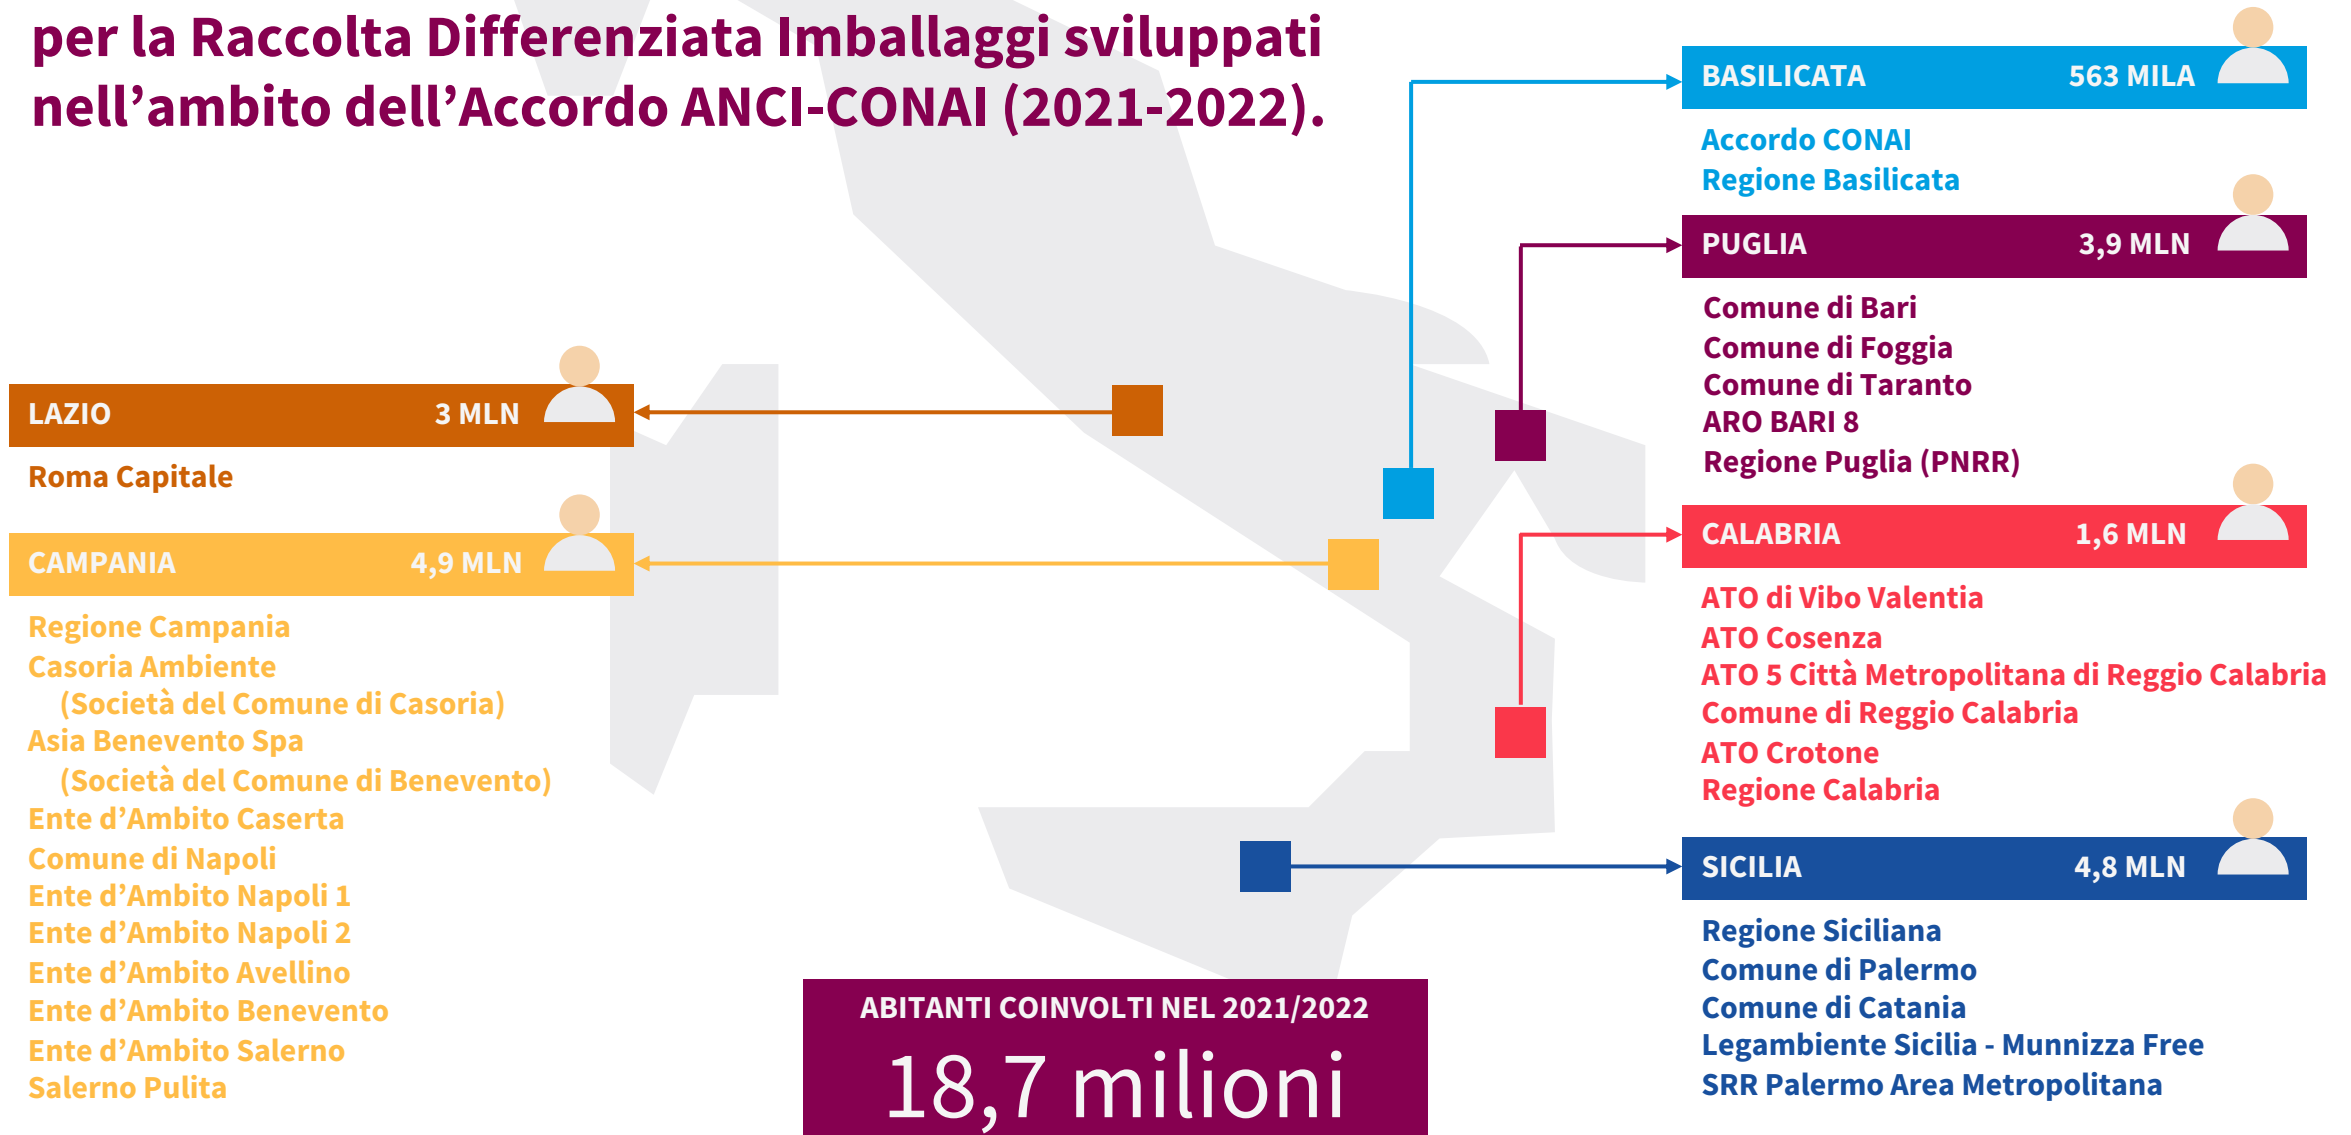 per la Raccolta Differenziata Imballaggi sviluppati
nell’ambito dell’Accordo ANCI-CONAI (2021-2022).
LAZIO 3 MLN
Roma Capitale
CAMPANIA 4,9 MLN
Regione Campania
Casoria Ambiente
(Società del Comune di Casoria)
Asia Benevento Spa
(Società del Comune di Benevento)
Ente d’Ambito Caserta
Comune di Napoli
Ente d’Ambito Napoli 1
Ente d’Ambito Napoli 2
Ente d’Ambito Avellino
Ente d’Ambito Benevento
Ente d’Ambito Salerno
Salerno Pulita
BASILICATA 563 MILA
Accordo CONAI
Regione Basilicata
PUGLIA 3,9 MLN
Comune di Bari
Comune di Foggia
Comune di Taranto
ARO BARI 8
Regione Puglia (PNRR)
CALABRIA 1,6 MLN
ATO di Vibo Valentia
ATO Cosenza
ATO 5 Città Metropolitana di Reggio Calabria
Comune di Reggio Calabria
ATO Crotone
Regione Calabria
SICILIA 4,8 MLN
Regione Siciliana
Comune di Palermo
Comune di Catania
Legambiente Sicilia - Munnizza Free
SRR Palermo Area Metropolitana
ABITANTI COINVOLTI NEL 2021/2022
18,7 milioni